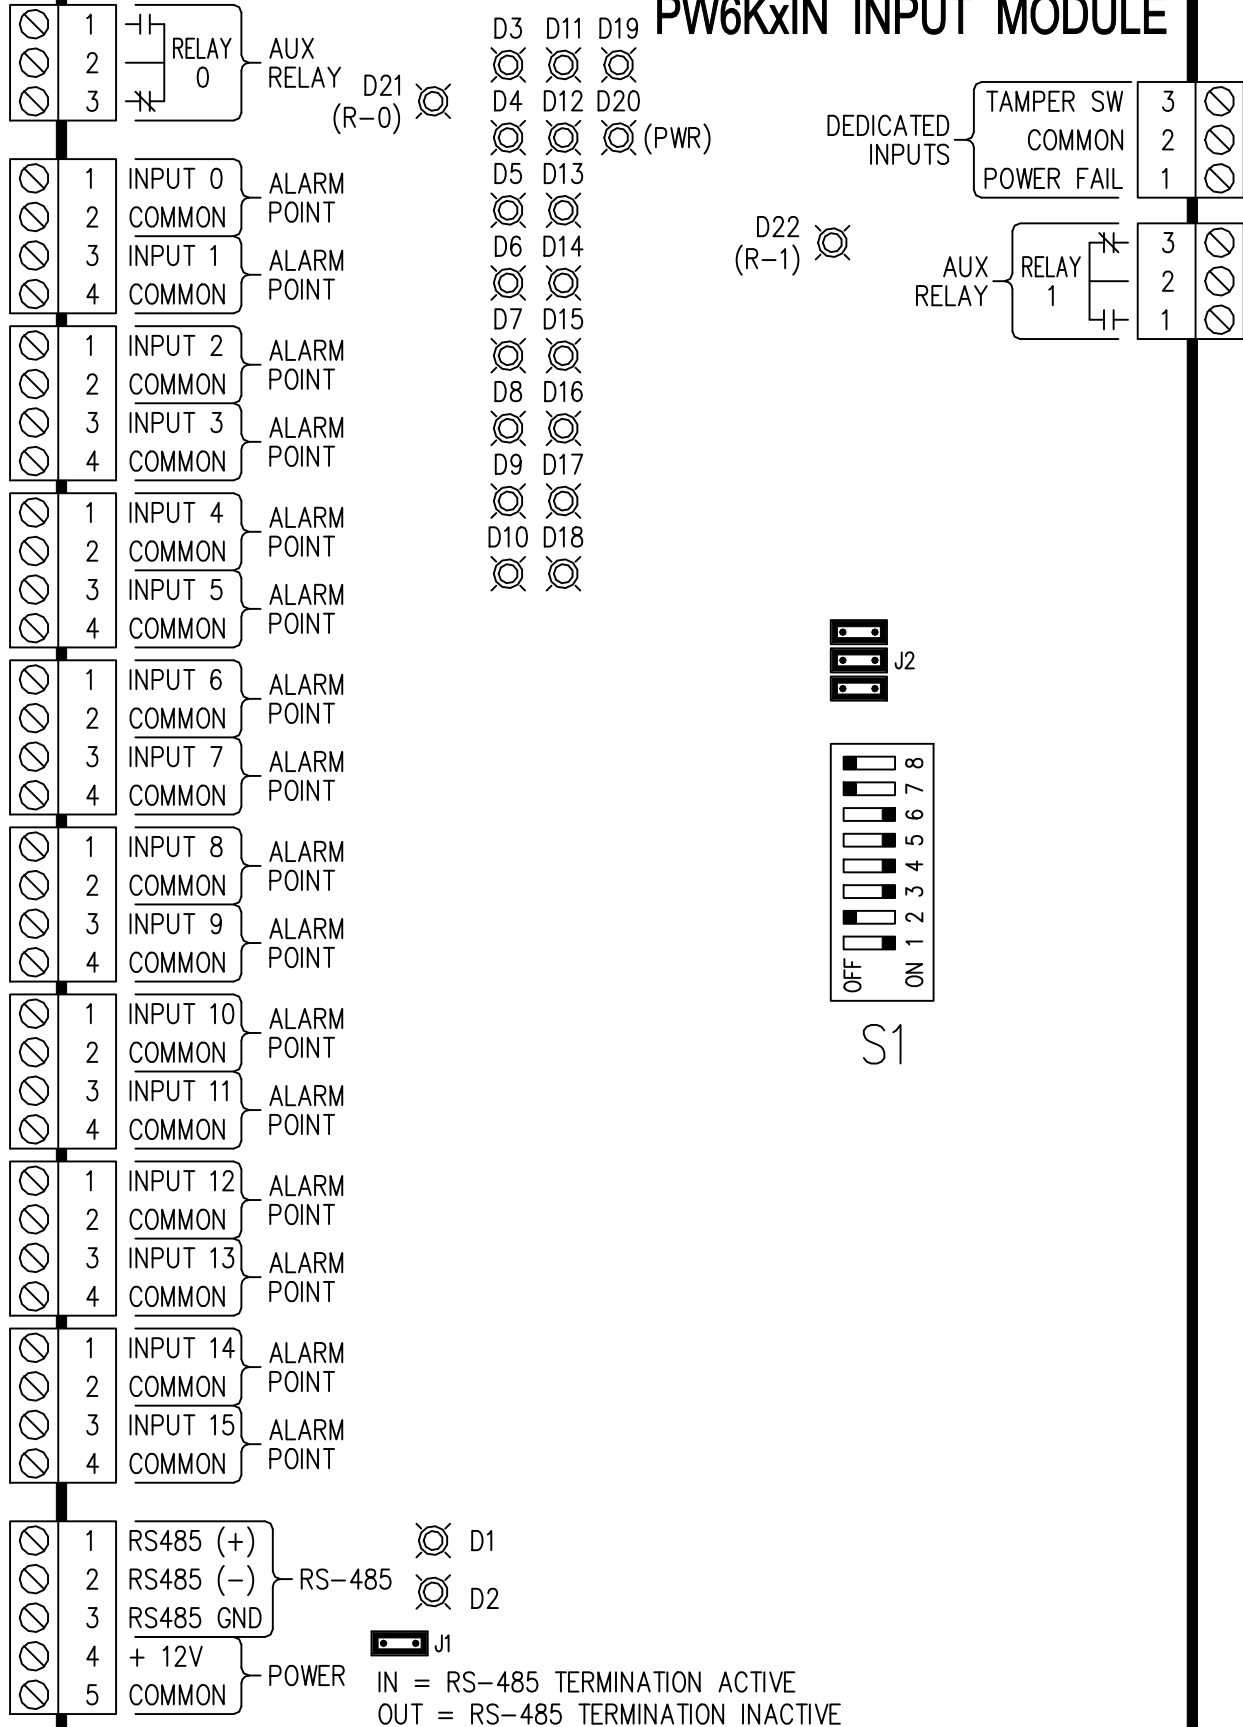 PW6KxIN INPUT MODULE
1
2
3
RELAY
0
AUX
RELAY
D21
(R-0)
D3 D11 D19
D4 D12 D20
(PWR)
D5 D13
D6 D14
D7 D15
D8 D16
D9 D17
D10 D18
DEDICATED
INPUTS
TAMPER SW 3
COMMON 2
POWER FAIL 1
D22
(R-1)
AUX
RELAY
RELAY
1
3
2
1
1 INPUT 0
2 COMMON
ALARM
POINT
3 INPUT 1
4 COMMON
ALARM
POINT
1 INPUT 2
2 COMMON
ALARM
POINT
3 INPUT 3
4 COMMON
ALARM
POINT
1 INPUT 4
2 COMMON
ALARM
POINT
3 INPUT 5
4 COMMON
ALARM
POINT
1 INPUT 6
2 COMMON
ALARM
POINT
3 INPUT 7
4 COMMON
ALARM
POINT
1 INPUT 8
2 COMMON
ALARM
POINT
3 INPUT 9
4 COMMON
ALARM
POINT
1 INPUT 10
2 COMMON
ALARM
POINT
3 INPUT 11
4 COMMON
ALARM
POINT
1 INPUT 12
2 COMMON
ALARM
POINT
3 INPUT 13
4 COMMON
ALARM
POINT
1 INPUT 14
2 COMMON
ALARM
POINT
3 INPUT 15
4 COMMON
ALARM
POINT
J2
OFF
ON 1 2 3 4 5 6 7 8
S1
1 RS485 (+)
2 RS485 (-)
3 RS485 GND
RS-485
4 + 12V
5 COMMON
POWER
D1
D2
J1
IN = RS-485 TERMINATION ACTIVE
OUT = RS-485 TERMINATION INACTIVE